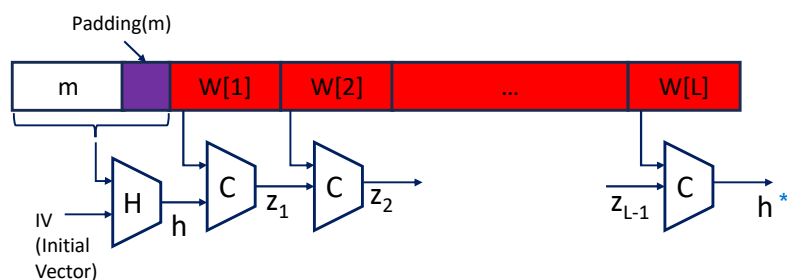 Padding(m)
m
W[1]
W[2]
...
W[L]
H
C
C
C
IV
(Initial
Vector)
h
z1
z2
zL-1
h*